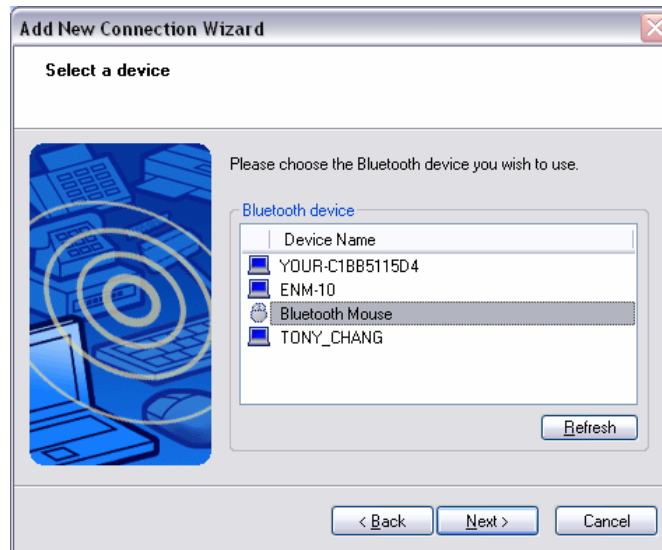 Add New Connection Wizard
Select a device
Please choose the Bluetooth device you wish to use.
Bluetooth device
Device Name
YOUR-C1BB5115D4
ENM-10
Bluetooth Mouse
TONY_CHANG
Refresh
< Back Next > Cancel